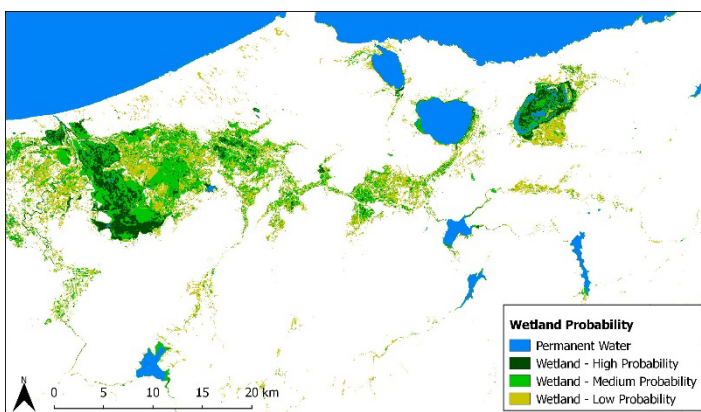 Wetland Probability
Permanent Water
Wetland - High Probability
Wetland - Medium Probability
Wetland - Low Probability
N
0 5 10 15 20 km